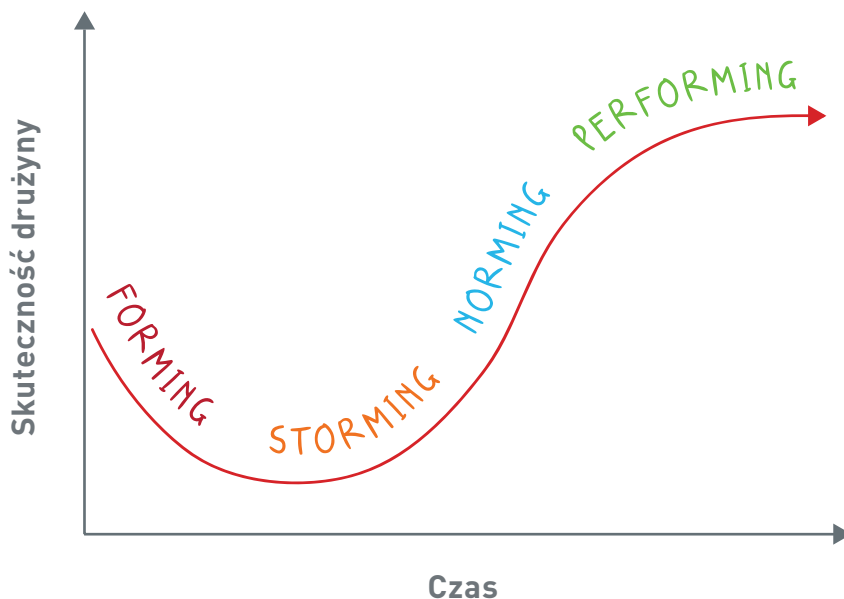 Skuteczność drużyny
FORMING
STORMING
NORMING
PERFORMING
Czas